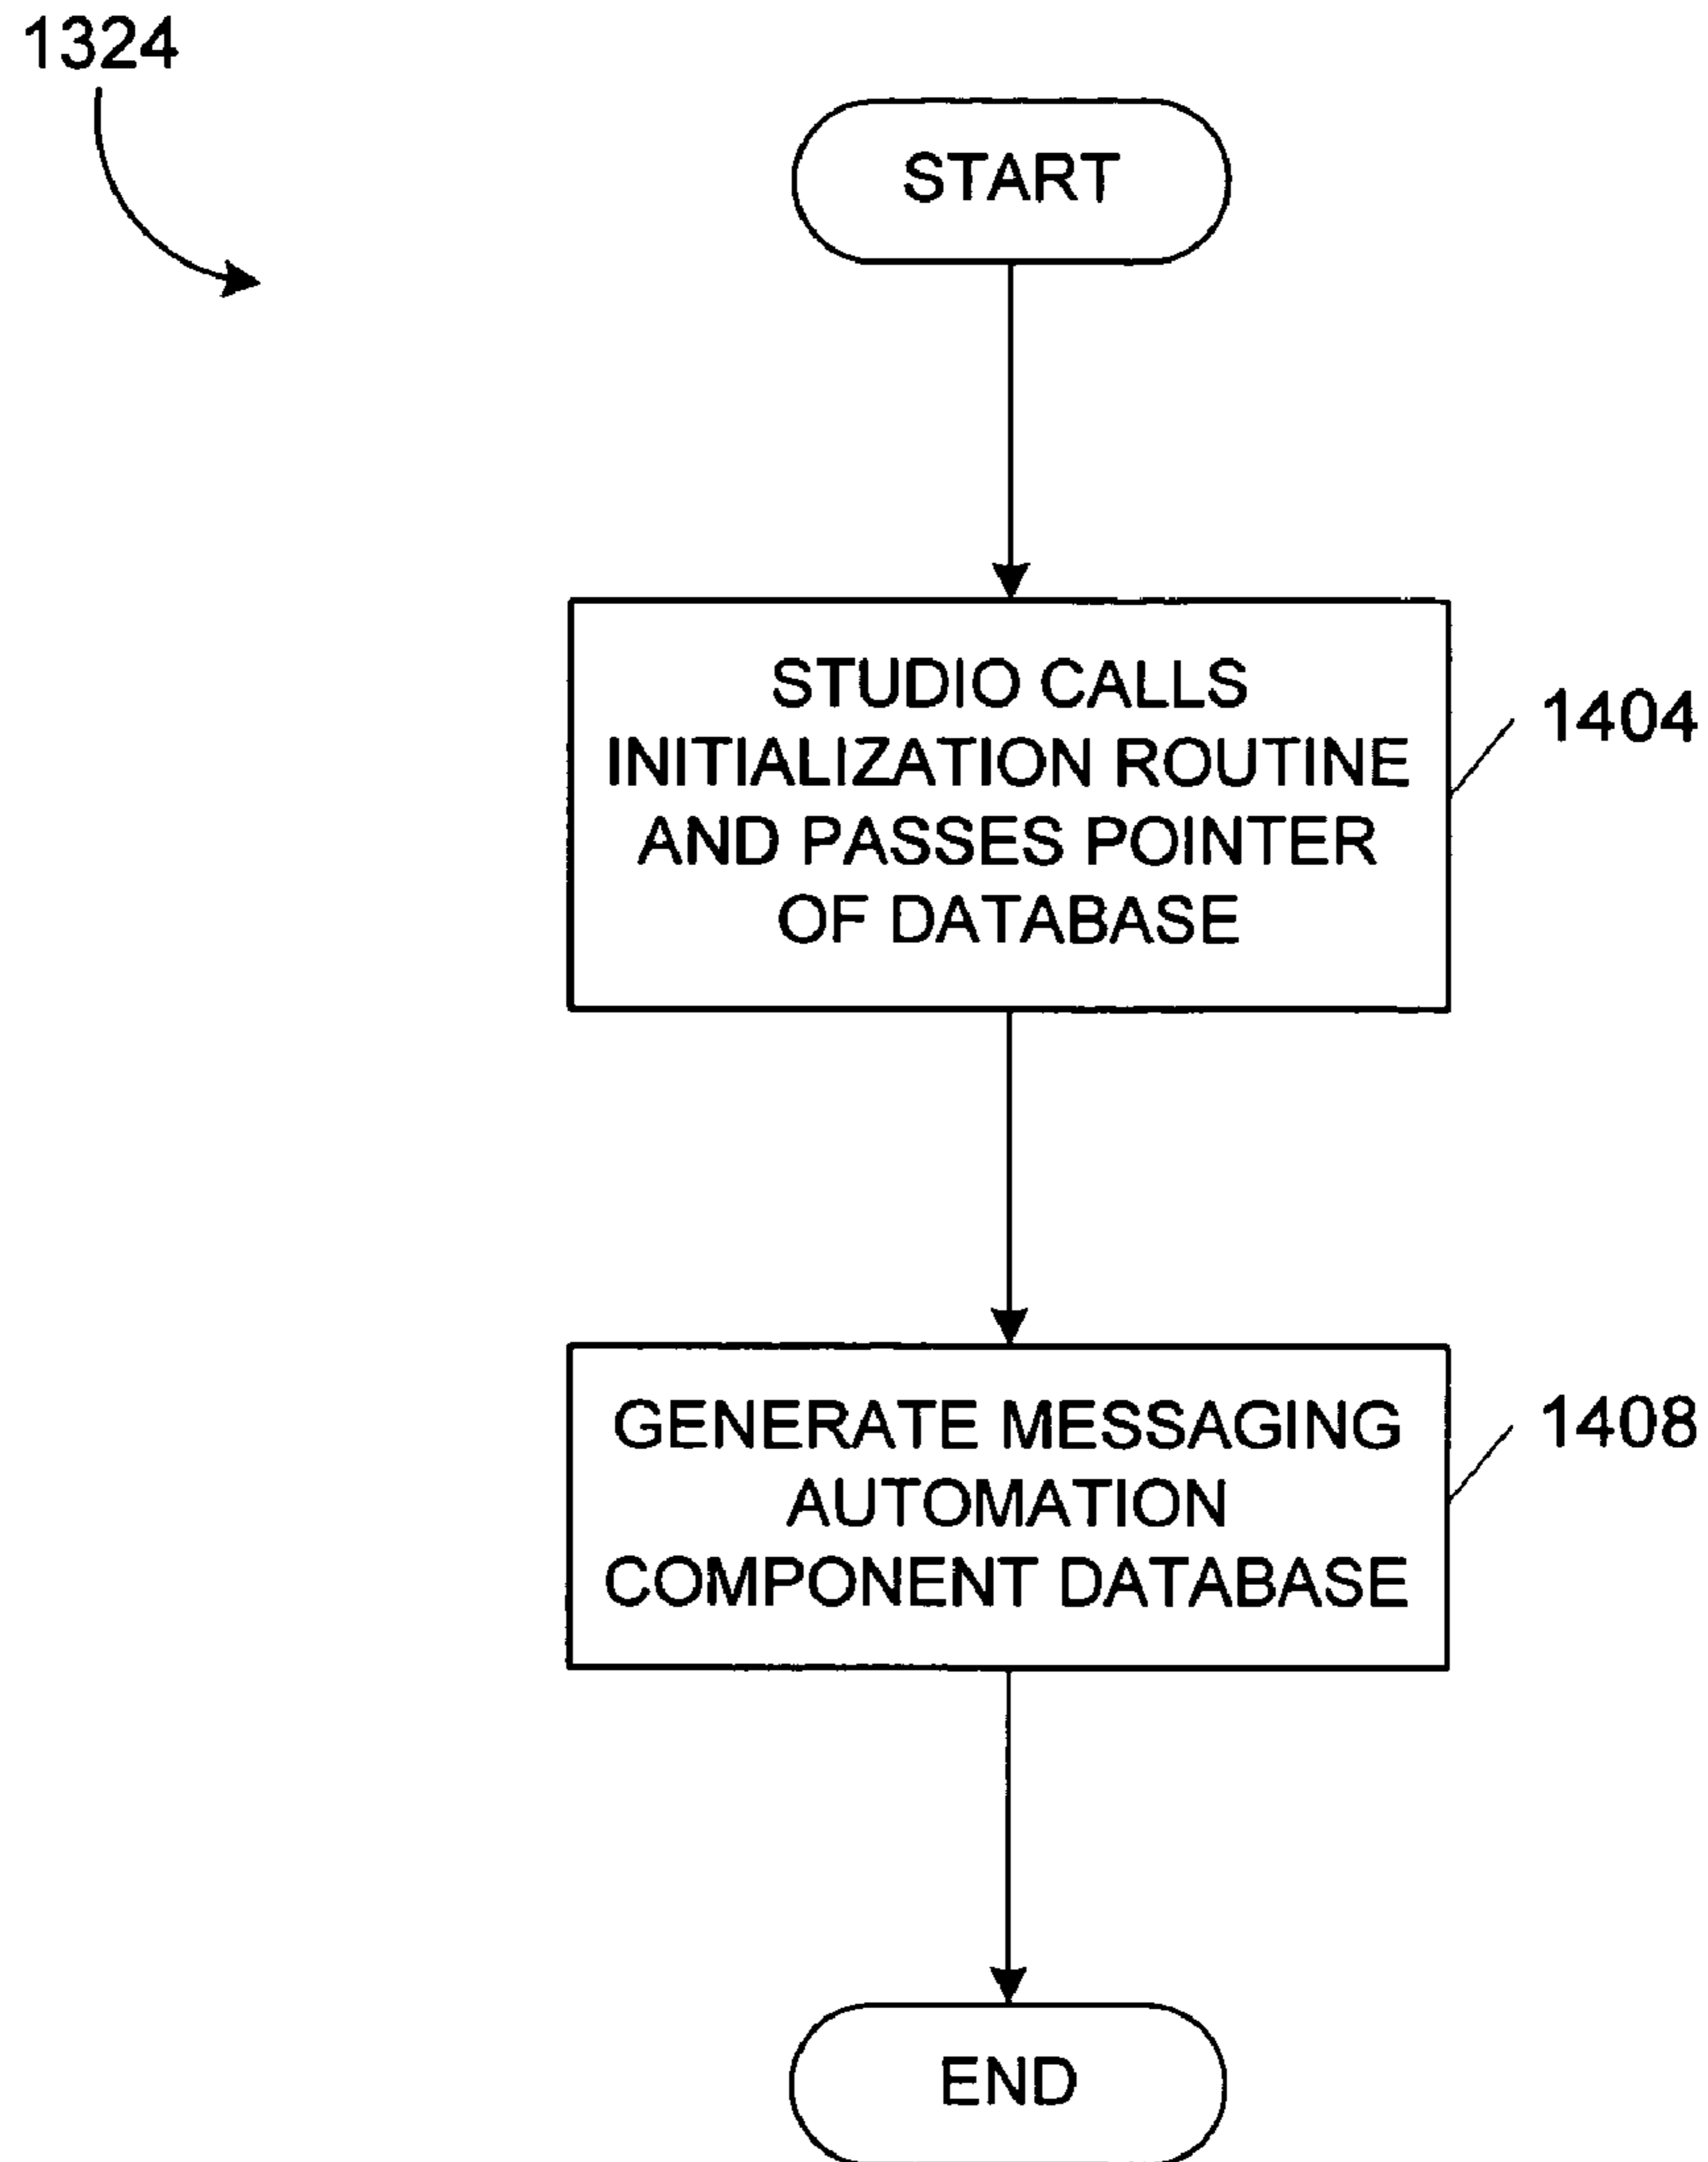 1324
START
STUDIO CALLS
INITIALIZATION ROUTINE
AND PASSES POINTER
OF DATABASE
1404
GENERATE MESSAGING
AUTOMATION
COMPONENT DATABASE
1408
END